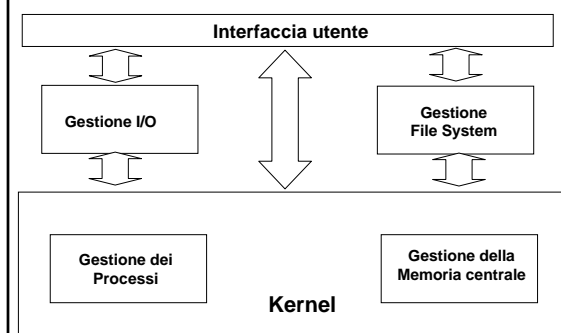 Interfaccia utente
Gestione I/O
Gestione
File System
Gestione dei
Processi
Gestione della
Memoria centrale
Kernel